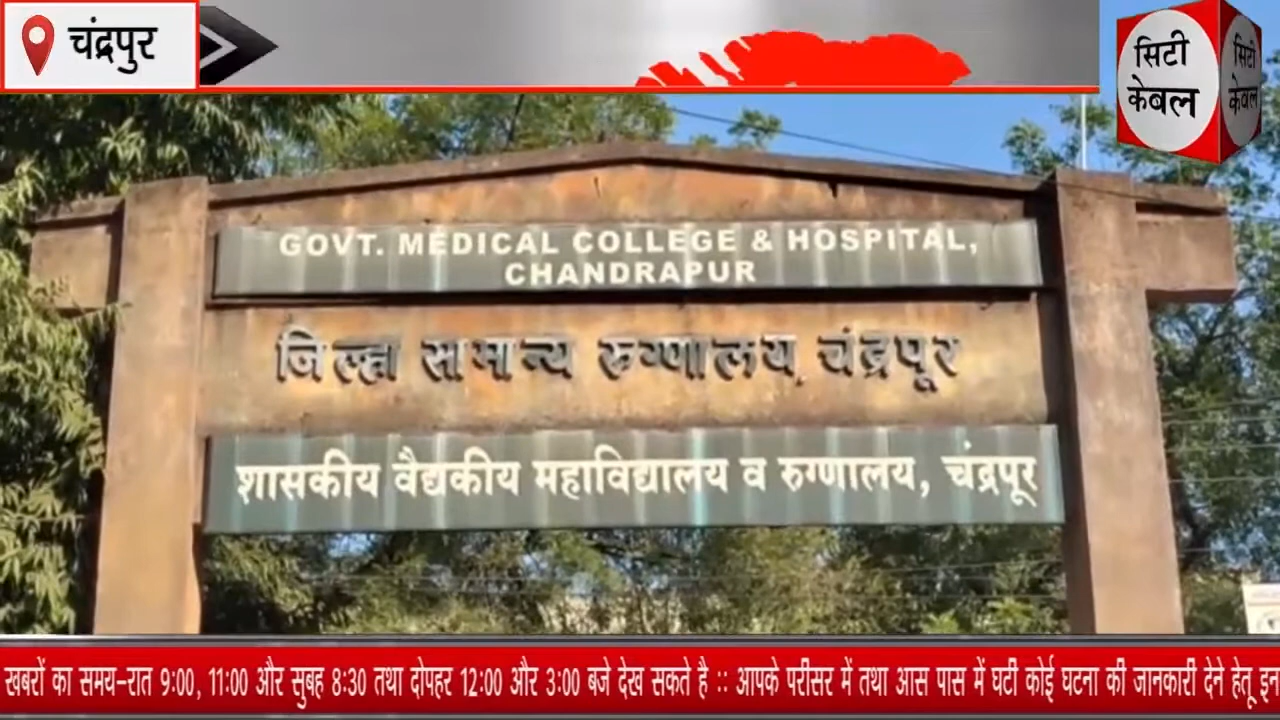 चंद्रपुर
सिटी
केबल
सिटी
केबल
GOVT. MEDICAL COLLEGE & HOSPITAL,
CHANDRAPUR
जिल्हा सामान्य रुग्णालय, चंद्रपूर
शासकीय वैद्यकीय महाविद्यालय व रुग्णालय, चंद्रपूर
खबरों का समय-रात 9:00, 11:00 और सुबह 8:30 तथा दोपहर 12:00 और 3:00 बजे देख सकते है :: आपके परीसर में तथा आस पास में घटी कोई घटना की जानकारी देने हेतू इन